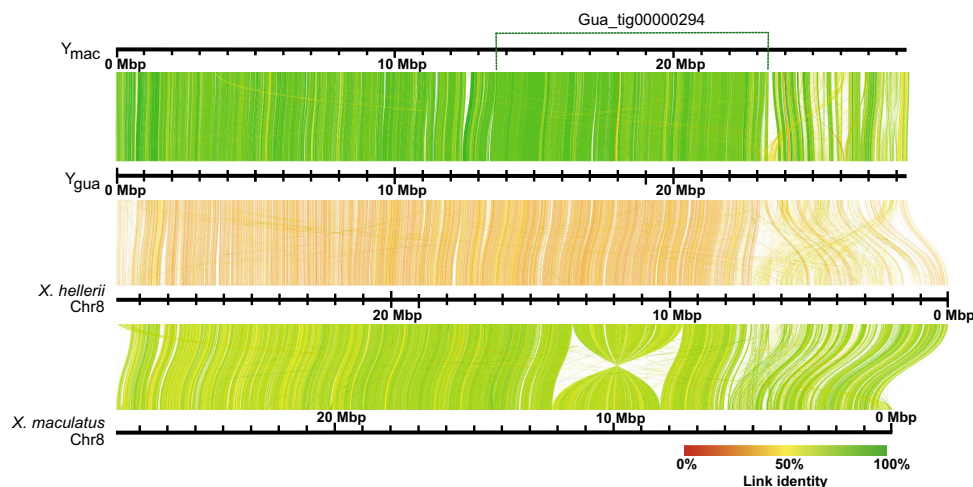 Gua_tig00000294
Ymac
0 Mbp 10 Mbp 20 Mbp
Ygua
0 Mbp 10 Mbp 20 Mbp
X. hellerii
Chr8
20 Mbp 10 Mbp 0 Mbp
X. maculatus
Chr8
20 Mbp 10 Mbp 0 Mbp
0% 50% 100%
Link identity